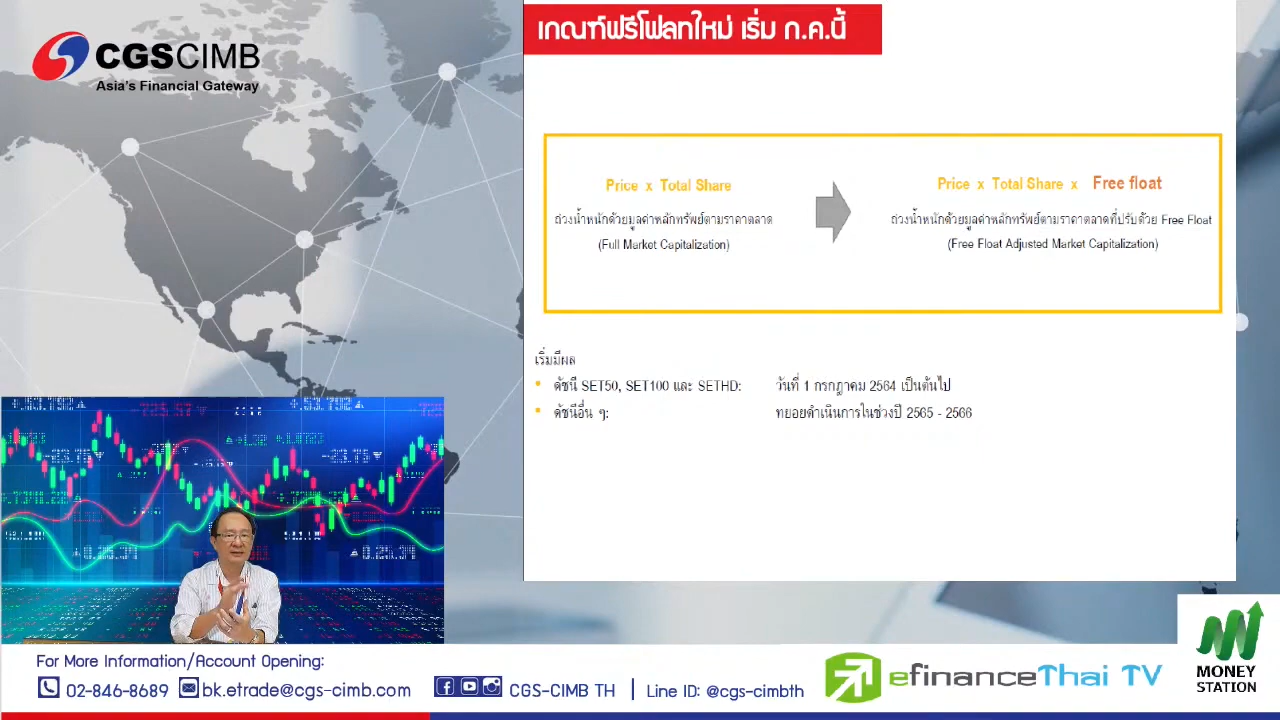 CGSCIMB
Asia's Financial Gateway
เกณฑ์ฟรีโฟลทใหม่ เริ่ม ก.ค.นี้
Price x Total Share
ถ่วงน้ำหนักด้วยมูลค่าหลักทรัพย์ตามราคาตลาด
(Full Market Capitalization)
Price x Total Share x Free float
ถ่วงน้ำหนักด้วยมูลค่าหลักทรัพย์ตามราคาตลาดที่ปรับด้วย Free Float
(Free Float Adjusted Market Capitalization)
เริ่มมีผล
ดัชนี SET50, SET100 และ SETHD: วันที่ 1 กรกฎาคม 2564 เป็นต้นไป
ดัชนีอื่น ๆ: ทยอยดำเนินการในช่วงปี 2565 - 2566
For More Information/Account Opening:
02-846-8689 bk.etrade@cgs-cimb.com CGS-CIMB TH Line ID: @cgs-cimbth
efinanceThai TV
MONEY
STATION